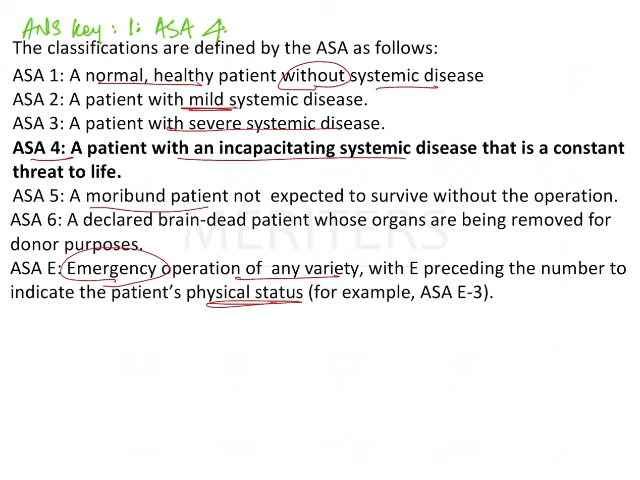 ANS key : 1: ASA 4.
The classifications are defined by the ASA as follows:
ASA 1: A normal, healthy patient without systemic disease
ASA 2: A patient with mild systemic disease.
ASA 3: A patient with severe systemic disease.
ASA 4: A patient with an incapacitating systemic disease that is a constant
threat to life.
ASA 5: A moribund patient not expected to survive without the operation.
ASA 6: A declared brain-dead patient whose organs are being removed for
donor purposes.
MERITERS
ASA E: Emergency operation of any variety, with E preceding the number to
indicate the patient's physical status (for example, ASA E-3).